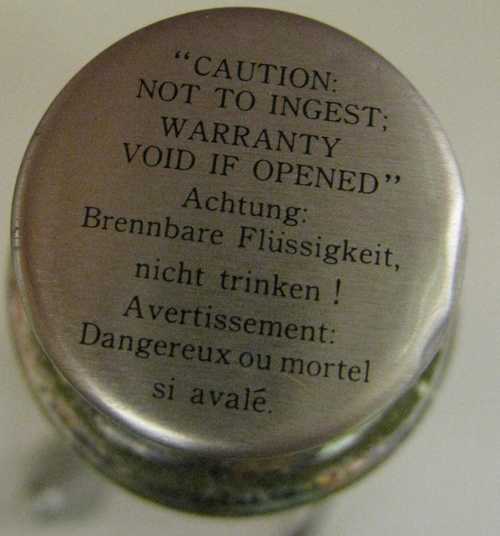 “CAUTION:
NOT TO INGEST;
WARRANTY
VOID IF OPENED”
Achtung:
Brennbare Flüssigkeit,
nicht trinken !
Avertissement:
Dangereux ou mortel
si avalé.